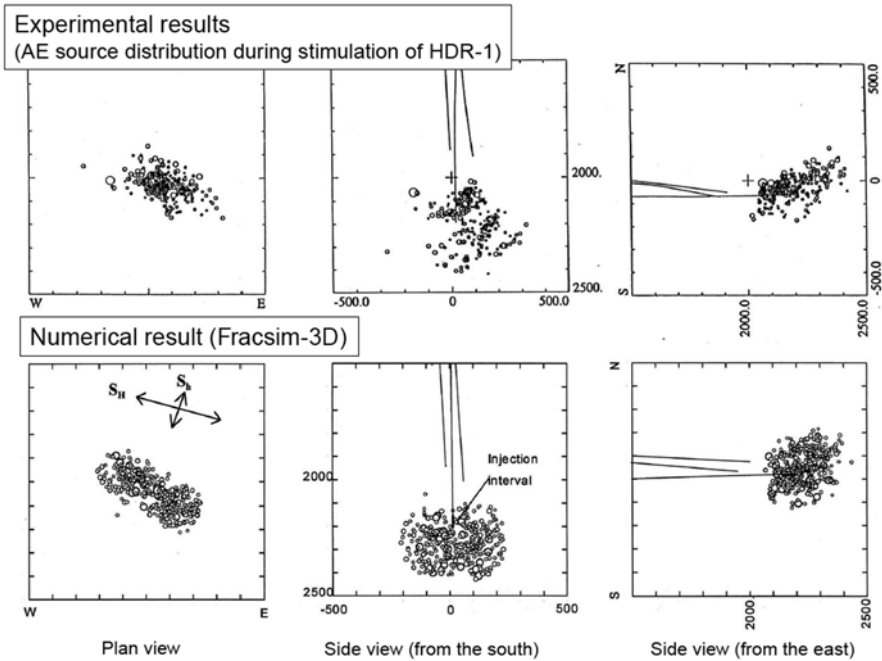 Experimental results
(AE source distribution during stimulation of HDR-1)
N
500.0
2000.
0
W
E
-500.0
0
500.0
2500.
S
-500.0
2000.0
2500.0
Numerical result (Fracsim-3D)
S_H
S_h
N
Injection
interval
2000
2500
W
E
-500
0
500
S
2000
2500
Plan view
Side view (from the south)
Side view (from the east)